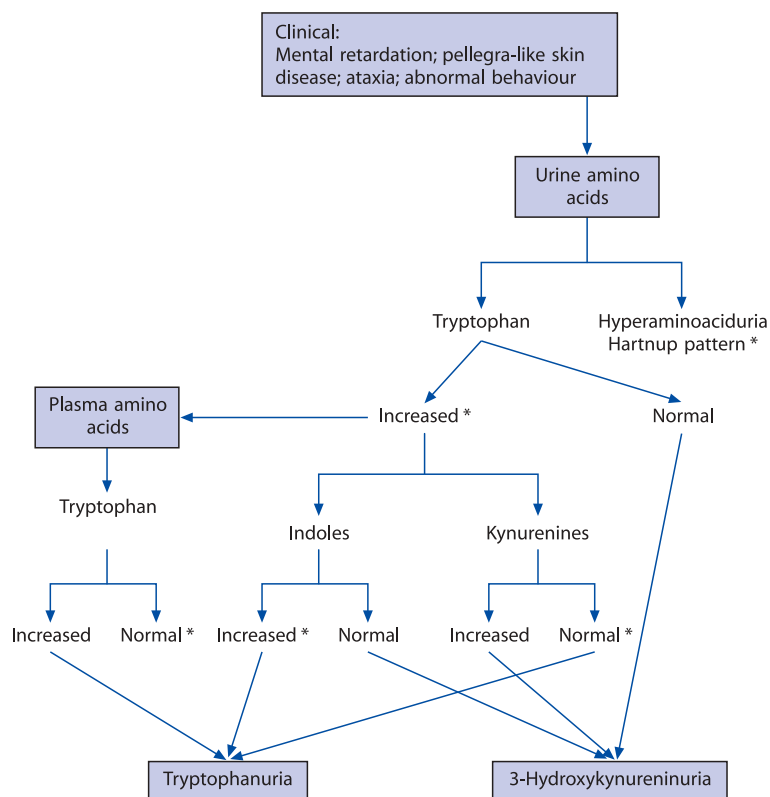 Clinical:
Mental retardation; pellegra-like skin
disease; ataxia; abnormal behaviour
Urine amino
acids
Tryptophan
Hyperaminoaciduria
Hartnup pattern *
Plasma amino
acids
Increased *
Normal
Tryptophan
Indoles
Kynurenines
Increased
Normal *
Increased *
Normal
Increased
Normal *
Tryptophanuria
3-Hydroxykynureninuria